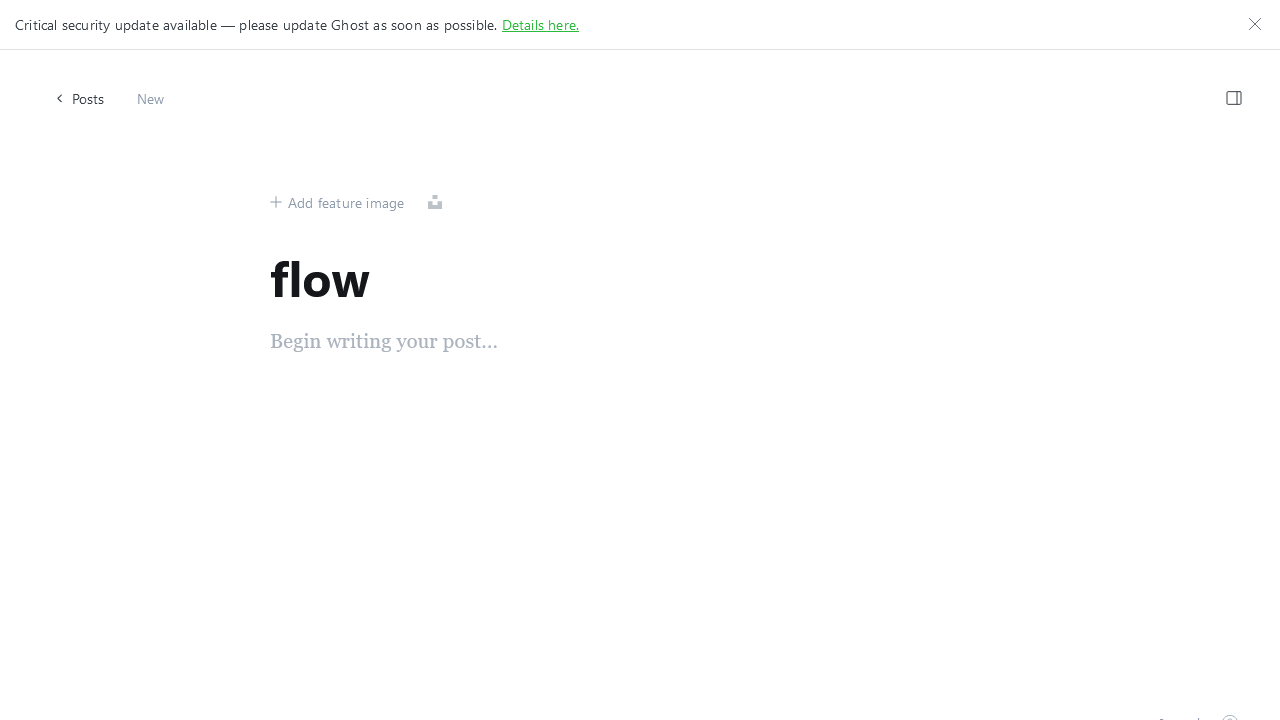 Critical security update available — please update Ghost as soon as possible. Details here.
Posts
New
Add feature image
flow
Begin writing your post...